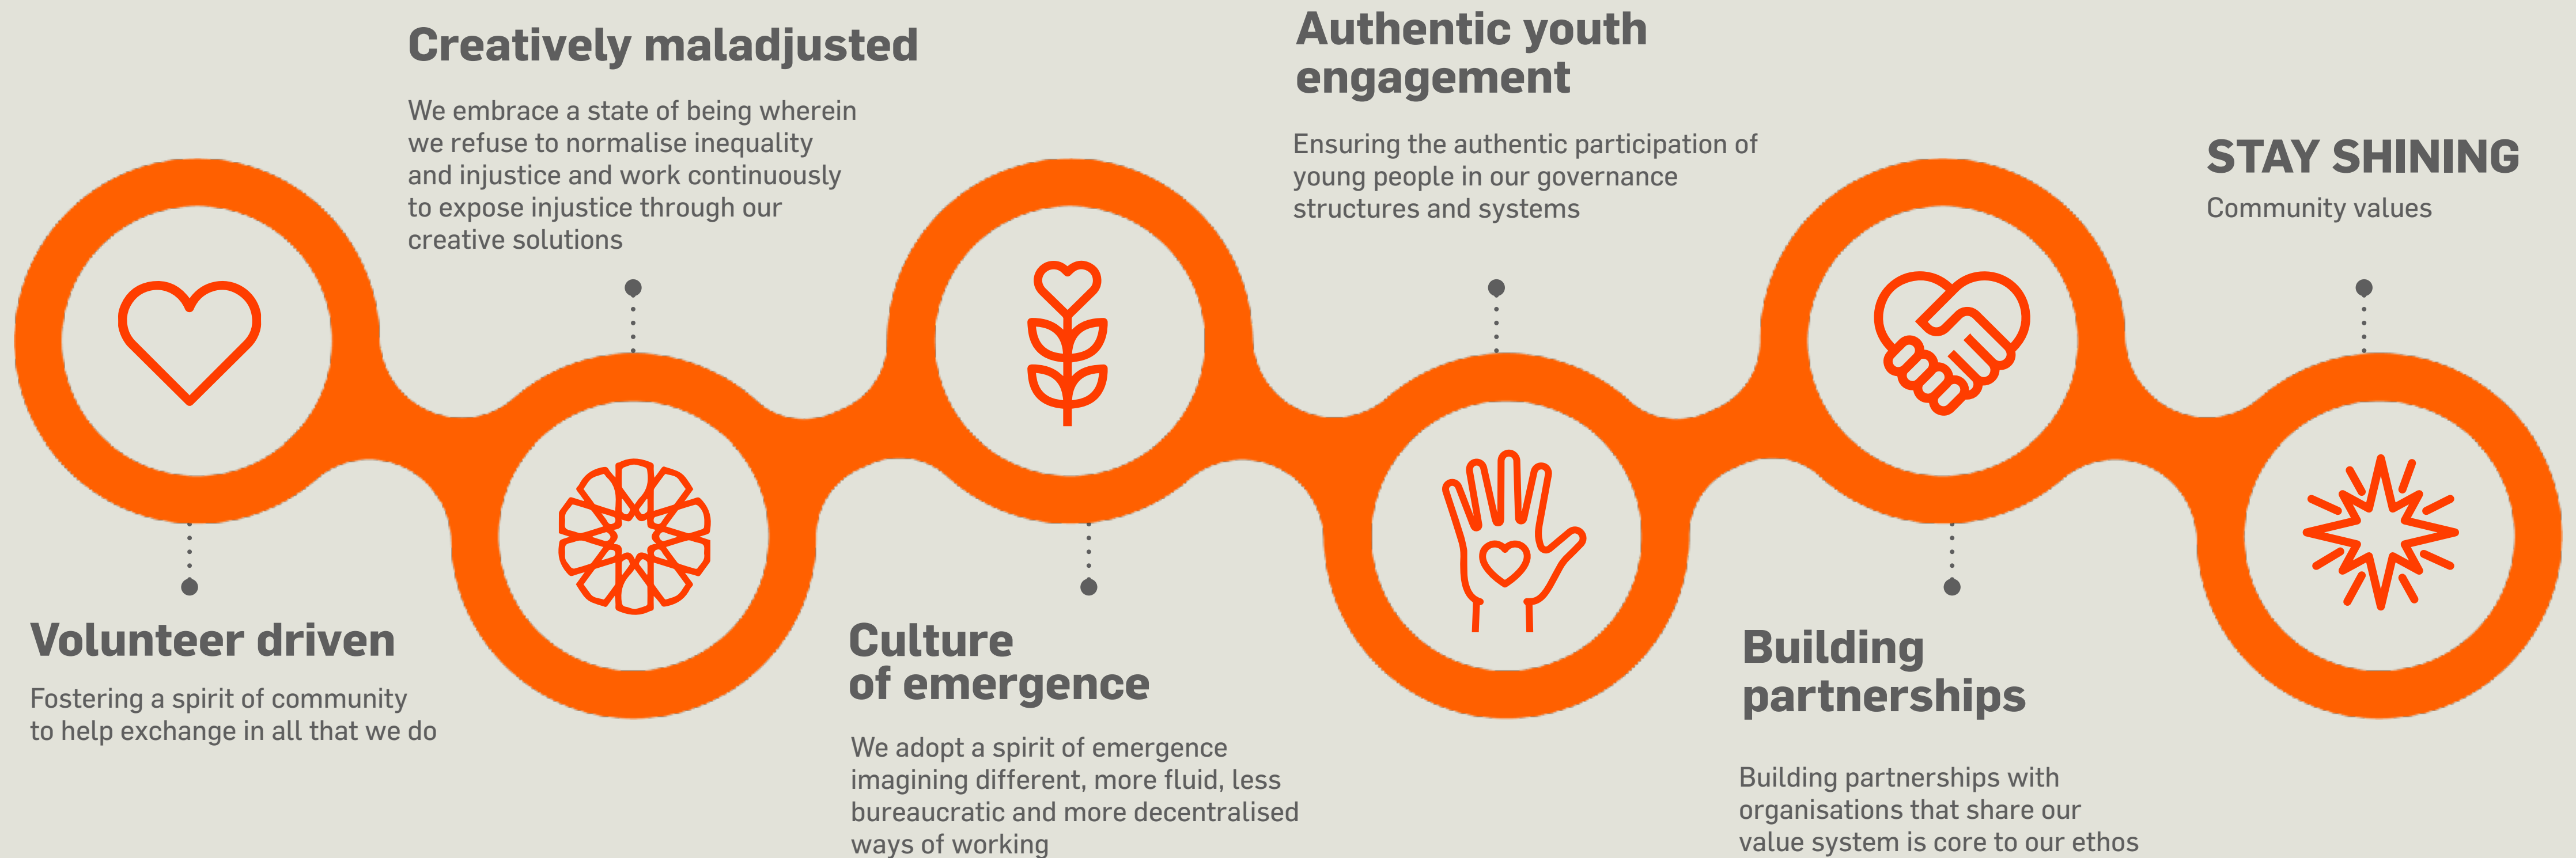 Volunteer driven
Fostering a spirit of community
to help exchange in all that we do
Creatively maladjusted
We embrace a state of being wherein
we refuse to normalise inequality
and injustice and work continuously
to expose injustice through our
creative solutions
Culture
of emergence
We adopt a spirit of emergence
imagining different, more fluid, less
bureaucratic and more decentralised
ways of working
Authentic youth
engagement
Ensuring the authentic participation of
young people in our governance
structures and systems
Building
partnerships
Building partnerships with
organisations that share our
value system is core to our ethos
STAY SHINING
Community values